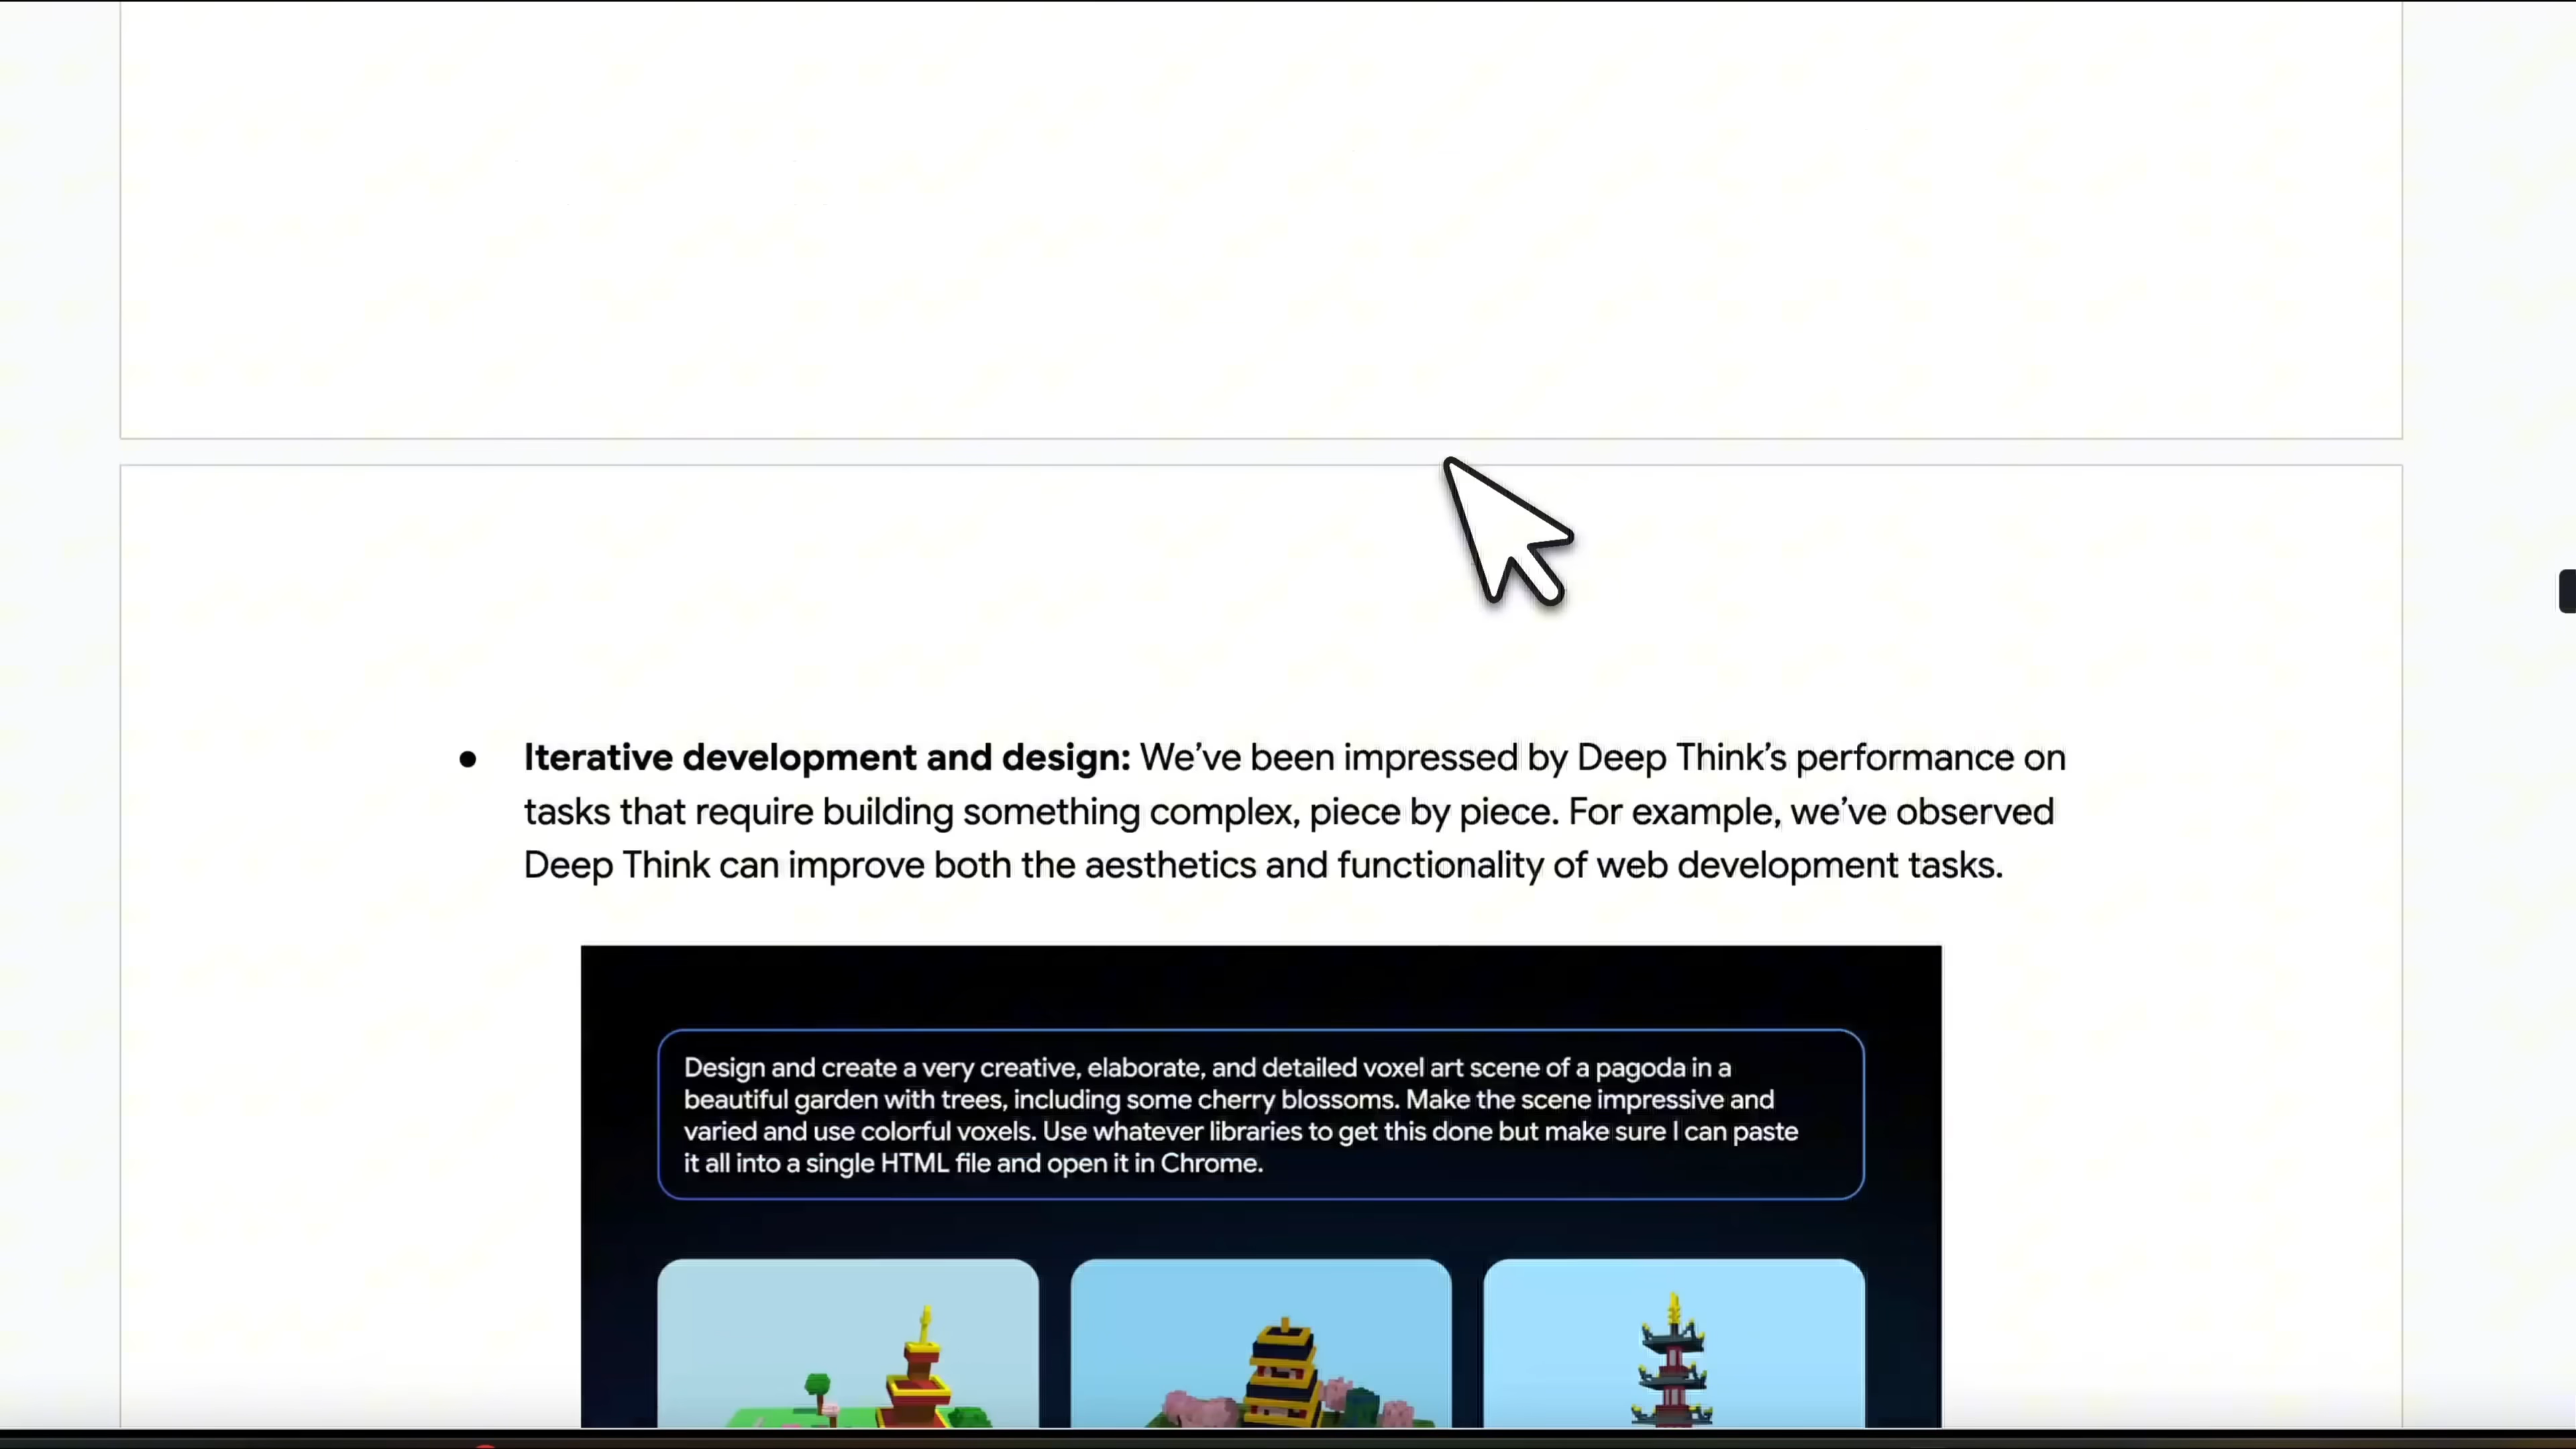 ● Iterative development and design: We’ve been impressed by Deep Think’s performance on
tasks that require building something complex, piece by piece. For example, we’ve observed
Deep Think can improve both the aesthetics and functionality of web development tasks.
Design and create a very creative, elaborate, and detailed voxel art scene of a pagoda in a
beautiful garden with trees, including some cherry blossoms. Make the scene impressive and
varied and use colorful voxels. Use whatever libraries to get this done but make sure I can paste
it all into a single HTML file and open it in Chrome.